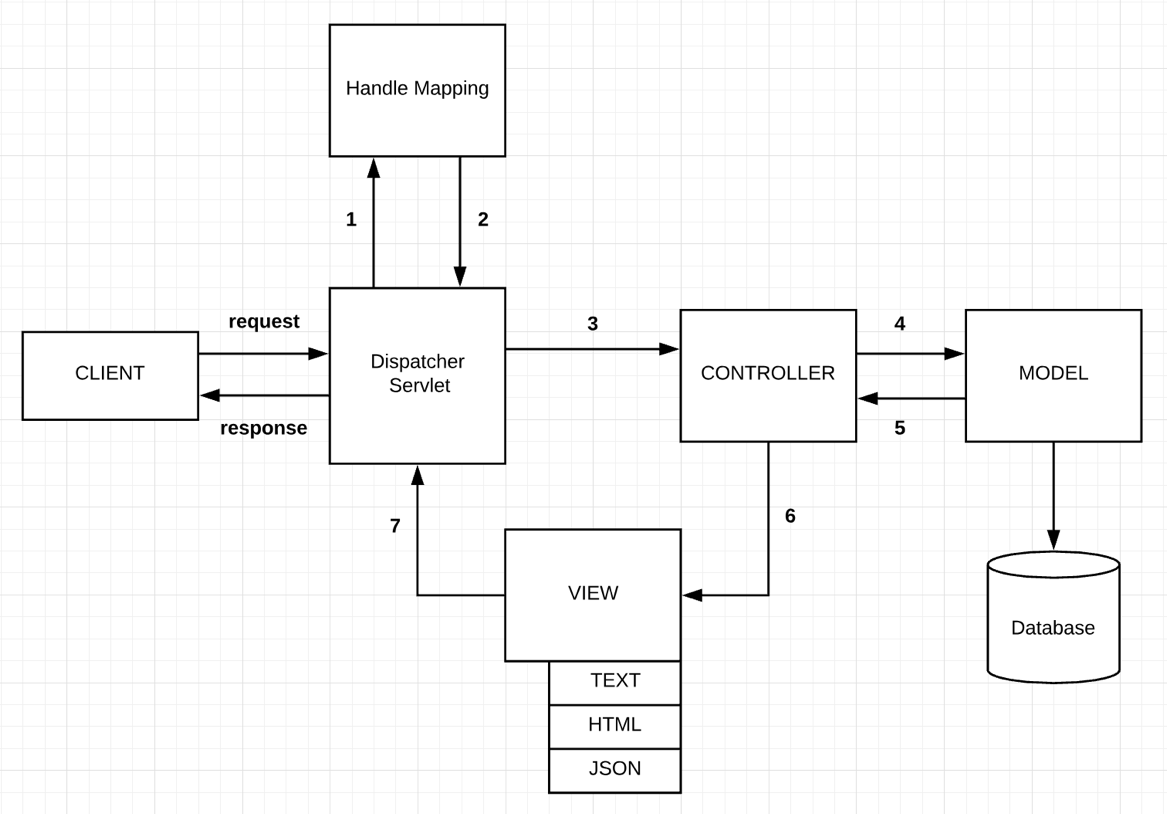 Handle Mapping
1
2
request
3
4
CLIENT
Dispatcher
Servlet
CONTROLLER
MODEL
response
5
7
6
VIEW
Database
TEXT
HTML
JSON